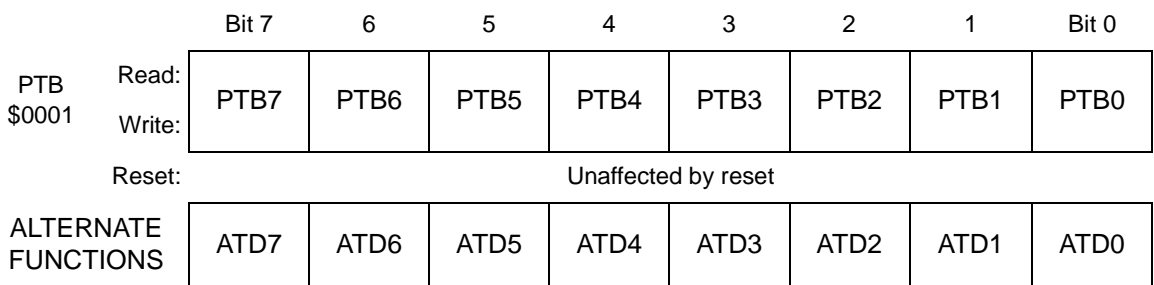 Bit 7 6 5 4 3 2 1 Bit 0
PTB
$0001
Read:
Write:
PTB7 PTB6 PTB5 PTB4 PTB3 PTB2 PTB1 PTB0
Reset: Unaffected by reset
ALTERNATE
FUNCTIONS
ATD7 ATD6 ATD5 ATD4 ATD3 ATD2 ATD1 ATD0